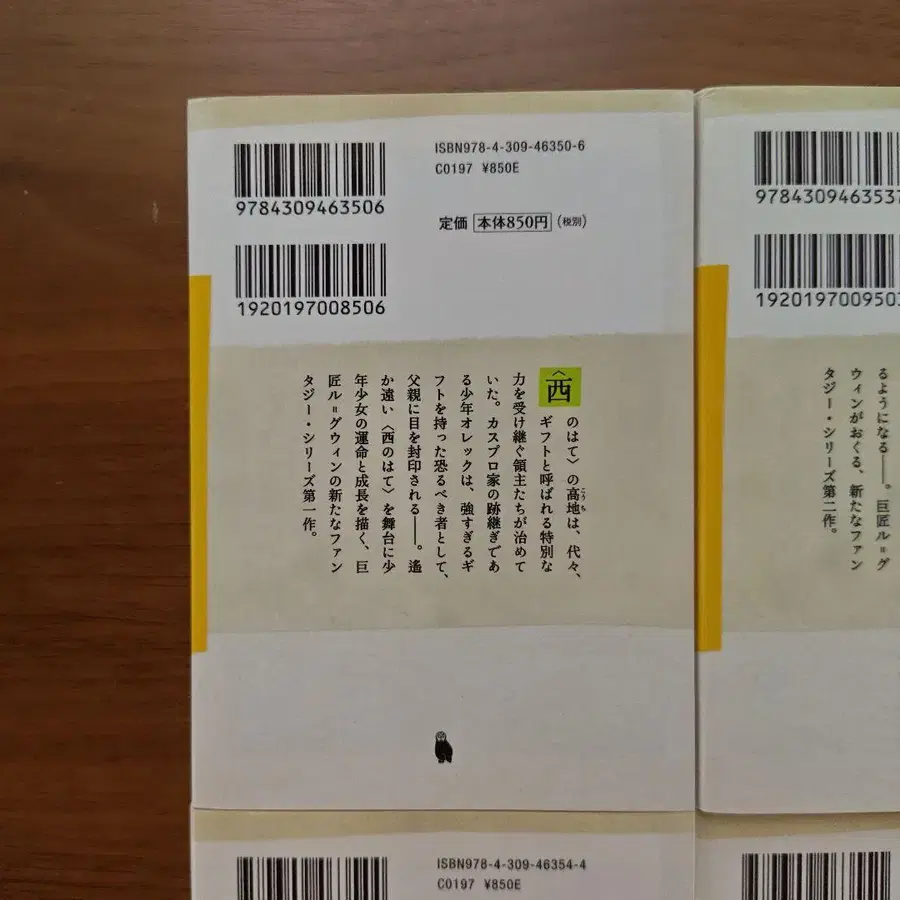 ISBN978-4-309-46350-6
C0197 ¥850E
9784309463506
定価 本体850円 (税別)
1920197008506
〈西のはて〉の高地は、代々、
こうち
ギフトと呼ばれる特別な
力を受け継ぐ領主たちが治めて
いた。カスプロ家の跡継ぎであ
る少年オレックは、強すぎるギ
フトを持った恐るべき者として、
父親に目を封印される――。遙
か遠い〈西のはて〉を舞台に少
年少女の運命と成長を描く、巨
匠ル=グウィンの新たなファン
タジー・シリーズ第一作。
978430946353
192019700950
るようになる――。巨匠ル=グ
ウィンがおくる、新たなファン
タジー・シリーズ第二作。
ISBN978-4-309-46354-4
C0197 ¥850E